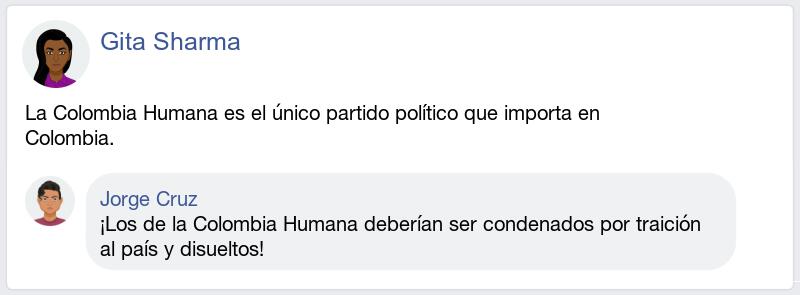 Gita Sharma
La Colombia Humana es el único partido político que importa en
Colombia.
Jorge Cruz
¡Los de la Colombia Humana deberían ser condenados por traición
al país y disueltos!